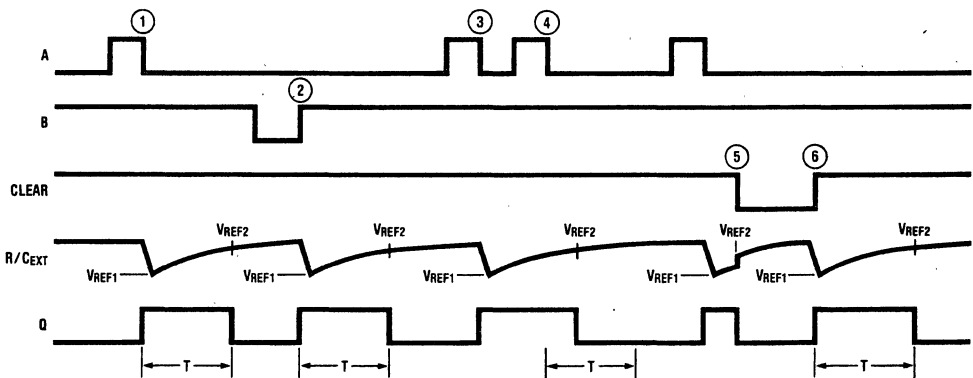 1 3 4
A
2
B
5 6
CLEAR
VREF2 VREF2 VREF2 VREF2 VREF2
R/CEXT
VREF1 VREF1 VREF1 VREF1 VREF1
Q
T T T T